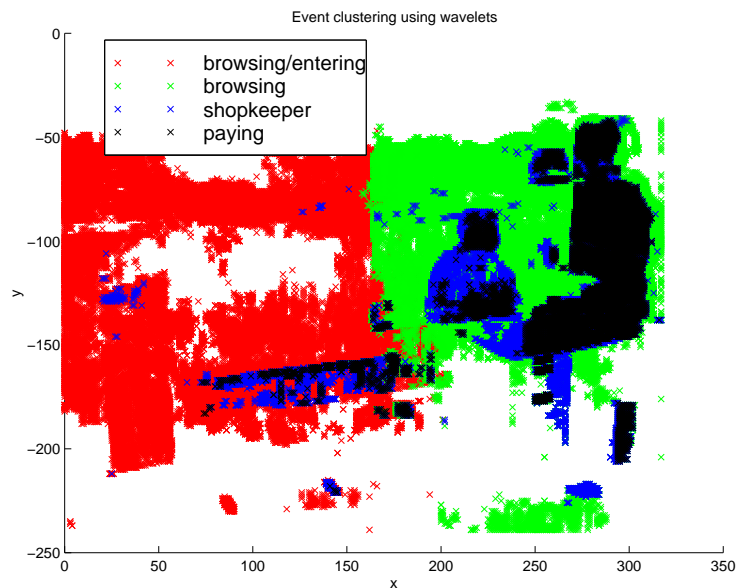 Event clustering using wavelets
0
browsing/entering
browsing
shopkeeper
paying
−50
−100
y
−150
−200
−250
0 50 100 150 200 250 300 350
x